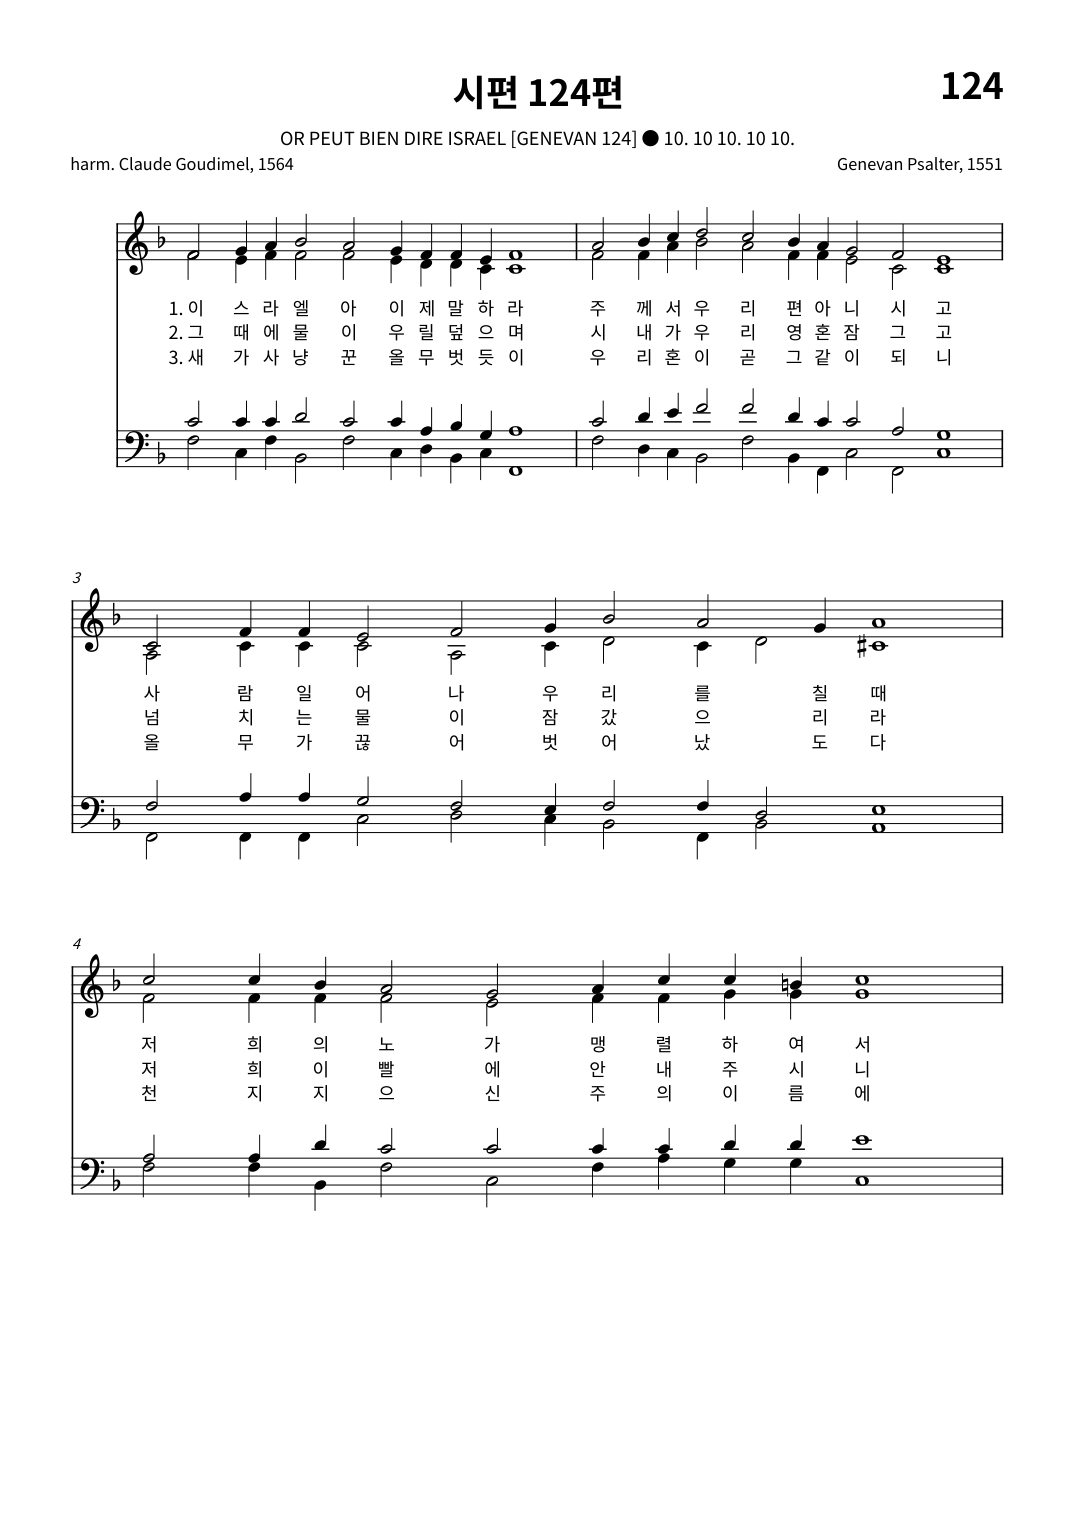 시편 124편
124
OR PEUT BIEN DIRE ISRAEL [GENEVAN 124] ● 10. 10 10. 10 10.
harm. Claude Goudimel, 1564
Genevan Psalter, 1551
1. 이 스 라 엘 아 이 제 말 하 라 주 께 서 우 리 편 아 니 시 고
2. 그 때 에 물 이 우 릴 덮 으 며 시 내 가 우 리 영 혼 잠 그 고
3. 새 가 사 냥 꾼 올 무 벗 듯 이 우 리 혼 이 곧 그 같 이 되 니
3
사 람 일 어 나 우 리 를 칠 때
넘 치 는 물 이 잠 갔 으 리 라
올 무 가 끊 어 벗 어 났 도 다
4
저 희 의 노 가 맹 렬 하 여 서
저 희 이 빨 에 안 내 주 시 니
천 지 지 으 신 주 의 이 름 에